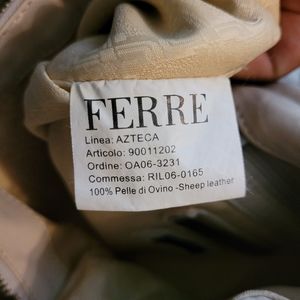 FERRE
Linea: AZTECA
Articolo: 90011202
Ordine: OA06-3231
Commessa: RIL06-0165
100% Pelle di Ovino -Sheep leather